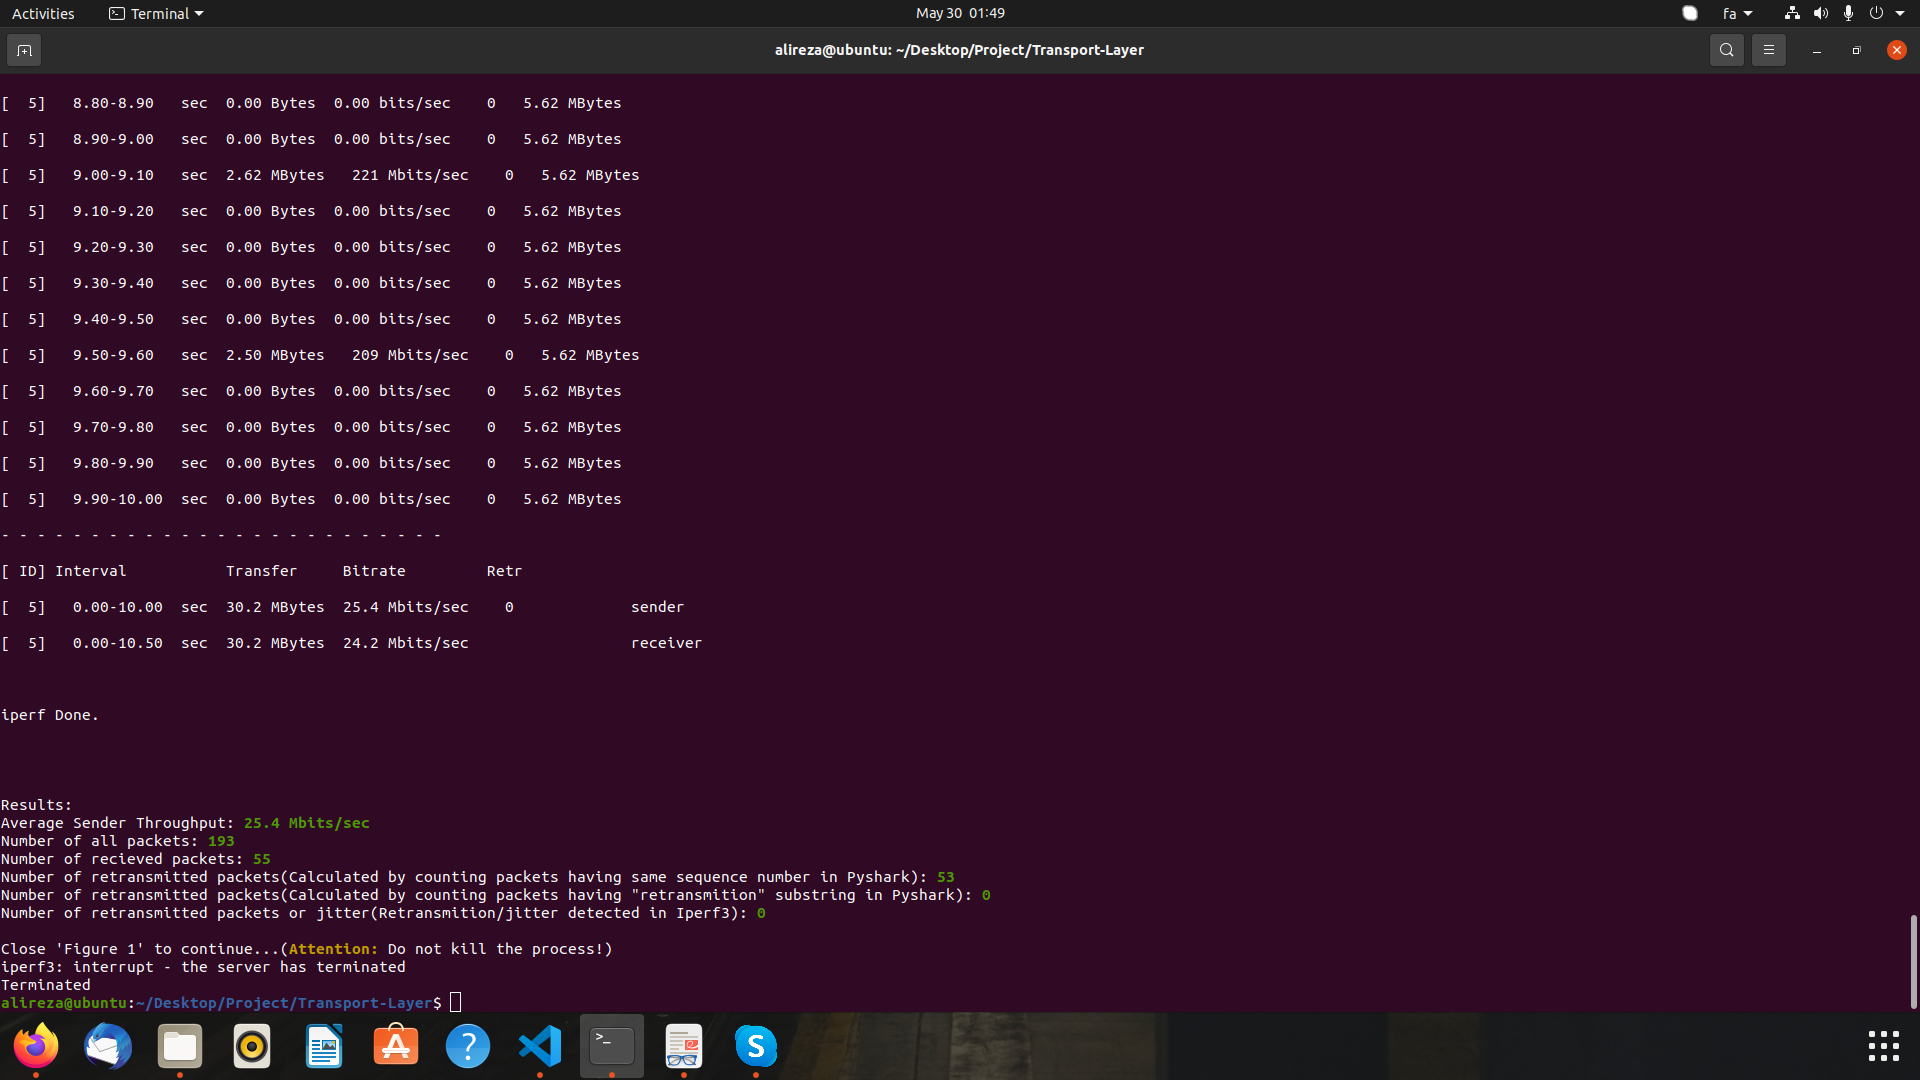 Activities
Terminal
May 30 01:49
fa
alireza@ubuntu: ~/Desktop/Project/Transport-Layer
[  5]   8.80-8.90   sec  0.00 Bytes  0.00 bits/sec    0   5.62 MBytes
[  5]   8.90-9.00   sec  0.00 Bytes  0.00 bits/sec    0   5.62 MBytes
[  5]   9.00-9.10   sec  2.62 MBytes   221 Mbits/sec    0   5.62 MBytes
[  5]   9.10-9.20   sec  0.00 Bytes  0.00 bits/sec    0   5.62 MBytes
[  5]   9.20-9.30   sec  0.00 Bytes  0.00 bits/sec    0   5.62 MBytes
[  5]   9.30-9.40   sec  0.00 Bytes  0.00 bits/sec    0   5.62 MBytes
[  5]   9.40-9.50   sec  0.00 Bytes  0.00 bits/sec    0   5.62 MBytes
[  5]   9.50-9.60   sec  2.50 MBytes   209 Mbits/sec    0   5.62 MBytes
[  5]   9.60-9.70   sec  0.00 Bytes  0.00 bits/sec    0   5.62 MBytes
[  5]   9.70-9.80   sec  0.00 Bytes  0.00 bits/sec    0   5.62 MBytes
[  5]   9.80-9.90   sec  0.00 Bytes  0.00 bits/sec    0   5.62 MBytes
[  5]   9.90-10.00  sec  0.00 Bytes  0.00 bits/sec    0   5.62 MBytes
- - - - - - - - - - - - - - - - - - - - - - - - -
[ ID] Interval           Transfer     Bitrate         Retr
[  5]   0.00-10.00  sec  30.2 MBytes  25.4 Mbits/sec    0             sender
[  5]   0.00-10.50  sec  30.2 MBytes  24.2 Mbits/sec                  receiver
iperf Done.
Results:
Average Sender Throughput: 25.4 Mbits/sec
Number of all packets: 193
Number of recieved packets: 55
Number of retransmitted packets(Calculated by counting packets having same sequence number in Pyshark): 53
Number of retransmitted packets(Calculated by counting packets having "retransmition" substring in Pyshark): 0
Number of retransmitted packets or jitter(Retransmition/jitter detected in Iperf3): 0
Close 'Figure 1' to continue...(Attention: Do not kill the process!)
iperf3: interrupt - the server has terminated
Terminated
alireza@ubuntu:~/Desktop/Project/Transport-Layer$